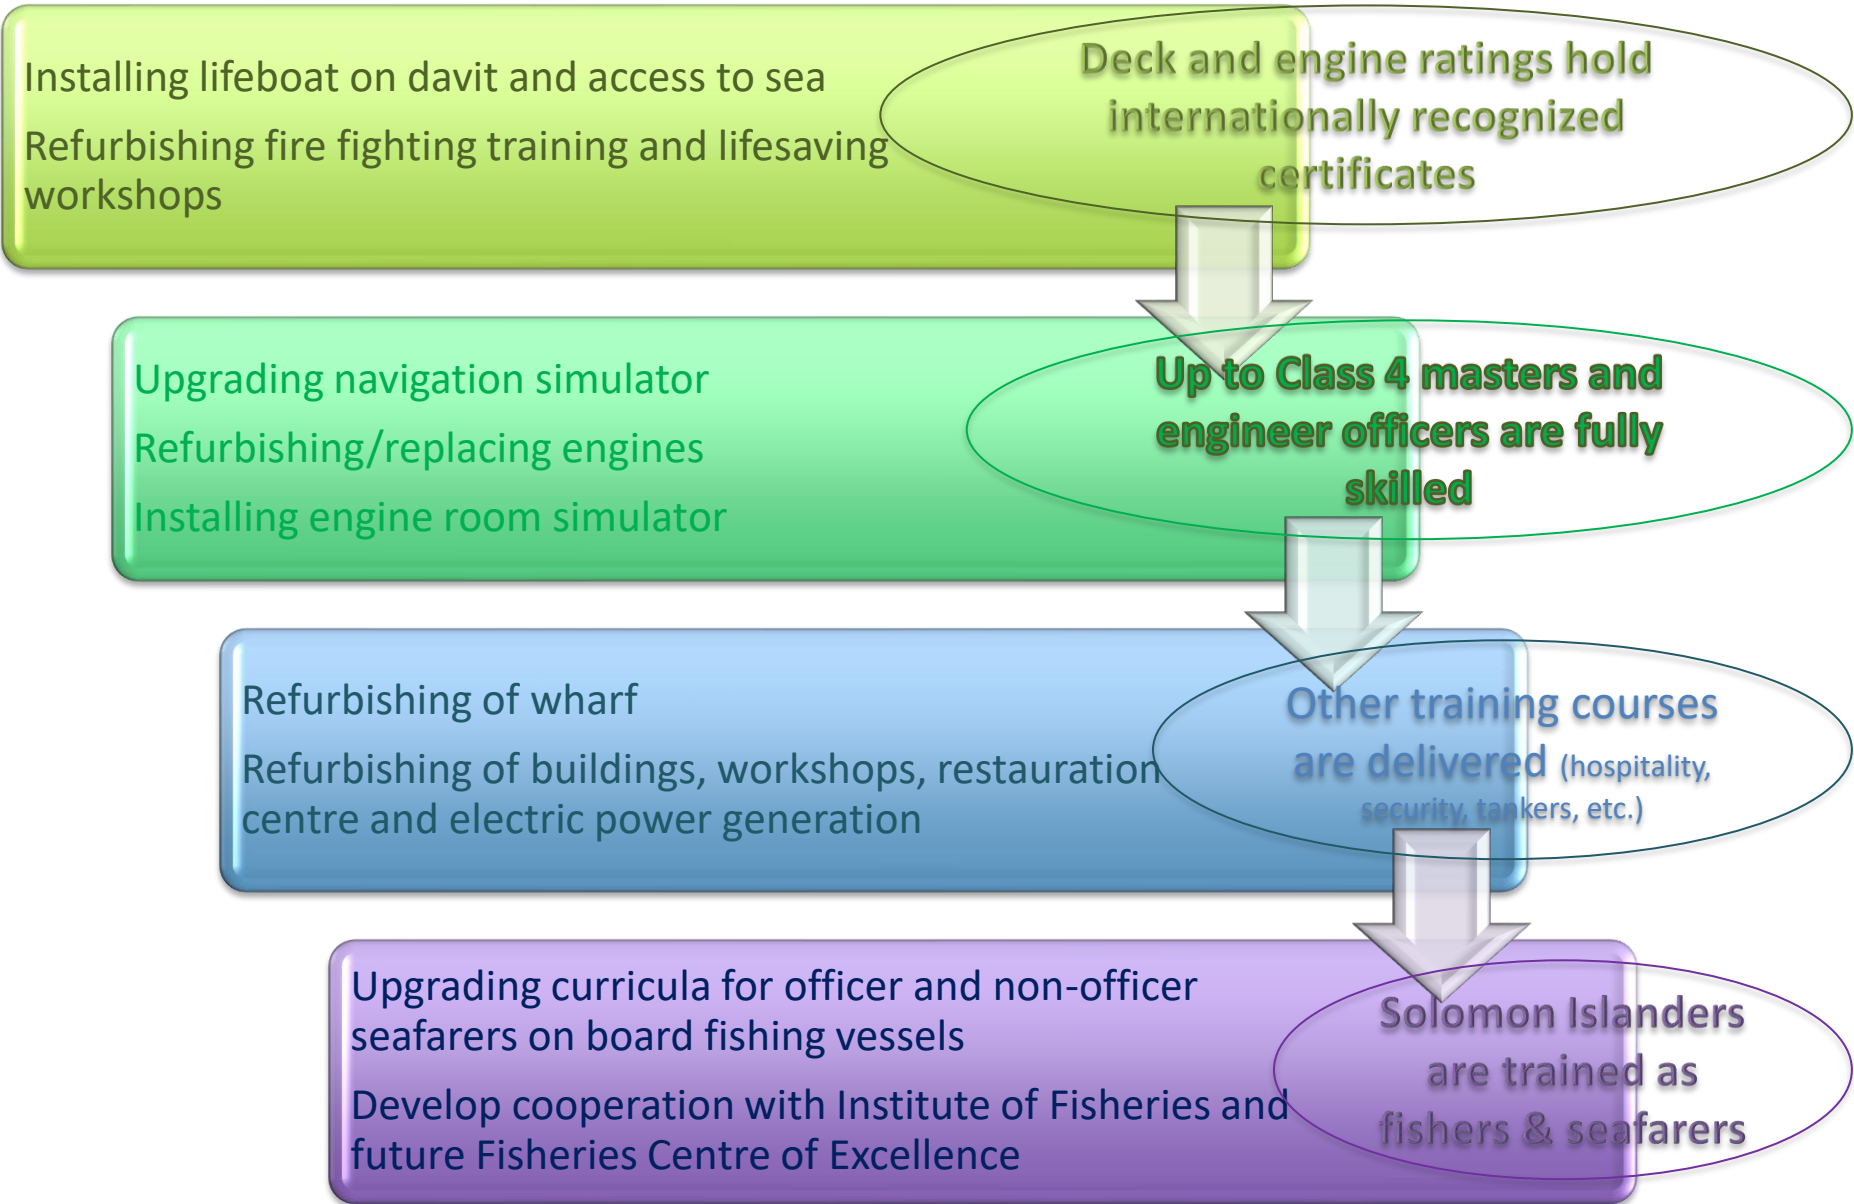 Installing lifeboat on davit and access to sea
Refurbishing fire fighting training and lifesaving
workshops
Deck and engine ratings hold
internationally recognized
certificates
Upgrading navigation simulator
Refurbishing/replacing engines
Installing engine room simulator
Up to Class 4 masters and
engineer officers are fully
skilled
Refurbishing of wharf
Refurbishing of buildings, workshops, restauration
centre and electric power generation
Other training courses
are delivered (hospitality,
security, tankers, etc.)
Upgrading curricula for officer and non-officer
seafarers on board fishing vessels
Develop cooperation with Institute of Fisheries and
future Fisheries Centre of Excellence
Solomon Islanders
are trained as
fishers & seafarers